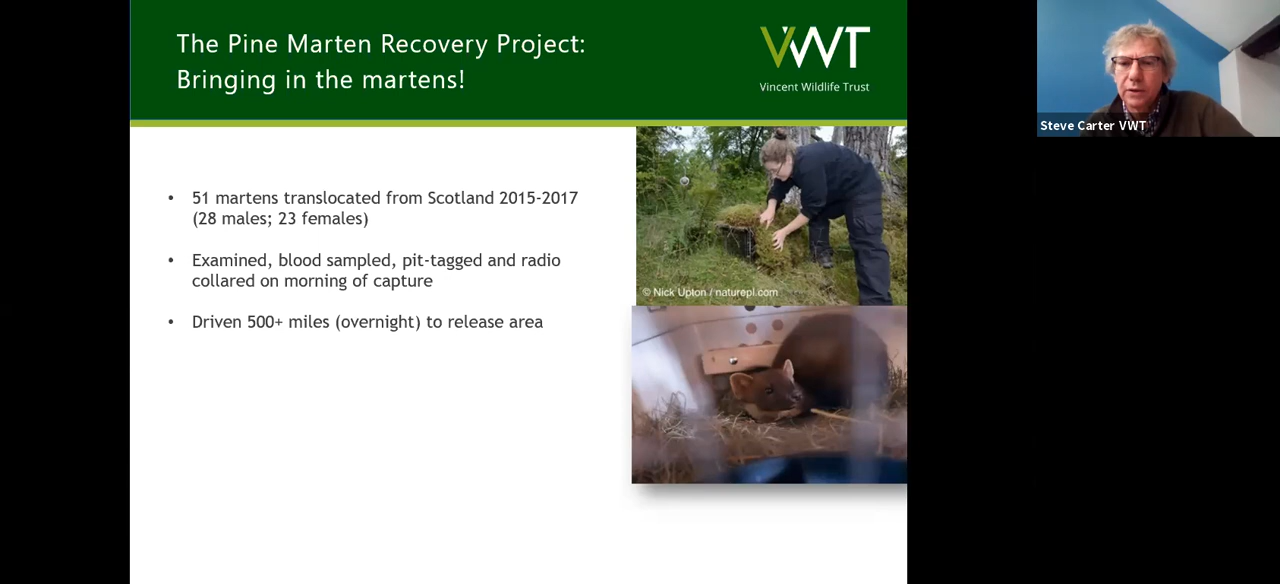 The Pine Marten Recovery Project:
Bringing in the martens!
VWT
Vincent Wildlife Trust
• 51 martens translocated from Scotland 2015-2017
(28 males; 23 females)
• Examined, blood sampled, pit-tagged and radio
collared on morning of capture
• Driven 500+ miles (overnight) to release area
© Nick Upton / naturepl.com
Steve Carter VWT